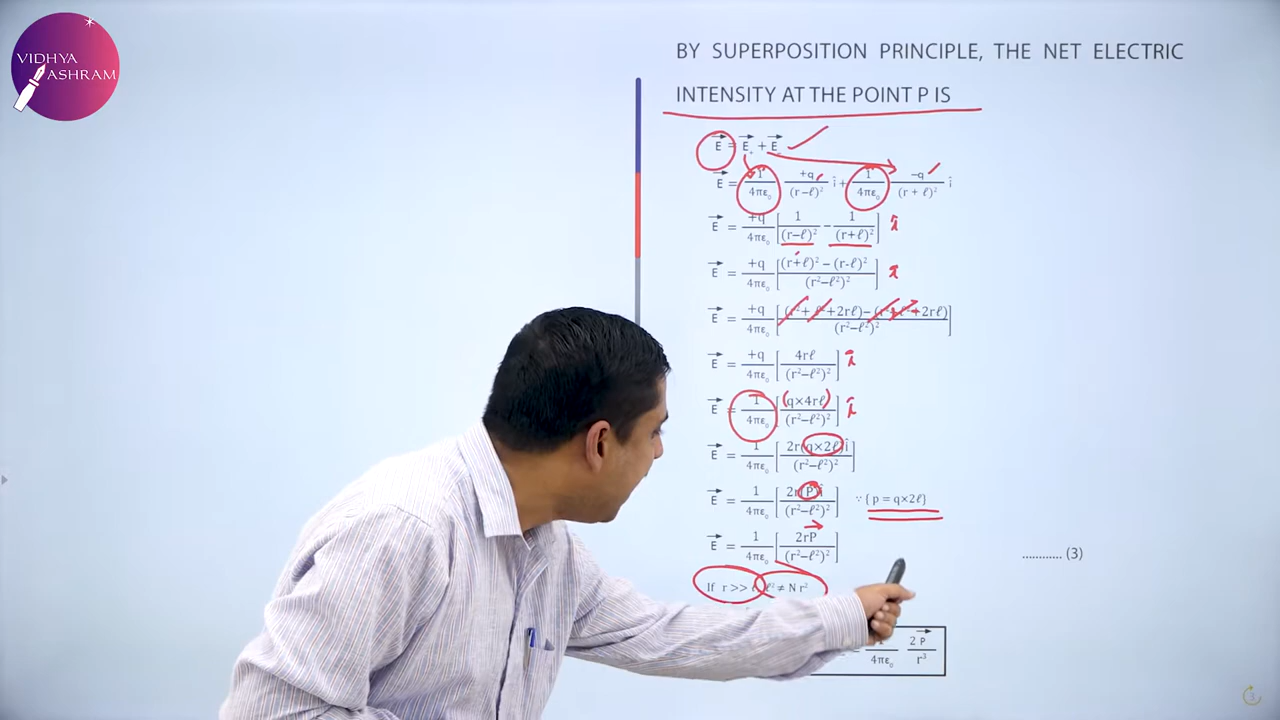 VIDHYA
ASHRAM
BY SUPERPOSITION PRINCIPLE, THE NET ELECTRIC
INTENSITY AT THE POINT P IS
E⃗ = E⃗₊ + E⃗₋
E⃗ = 1/4πε₀ +q/(r–ℓ)² î + 1/4πε₀ –q/(r + ℓ)² î
E⃗ = +q/4πε₀ [1/(r–ℓ)² – 1/(r+ℓ)²] î
E⃗ = +q/4πε₀ [(r+ℓ)² – (r-ℓ)²/(r²–ℓ²)²] î
E⃗ = +q/4πε₀ [(r²+ ℓ²+2rℓ)–(r²+ℓ²+2rℓ)/(r²–ℓ²)²]
E⃗ = +q/4πε₀ [4rℓ/(r²–ℓ²)²] î
E⃗ = 1/4πε₀ [(q×4rℓ)/(r²–ℓ²)²] î
E⃗ = 1/4πε₀ [2r(q×2ℓ)î/(r²–ℓ²)²]
E⃗ = 1/4πε₀ [2r(P)î/(r²–ℓ²)²] ∵ { p = q×2ℓ}
E⃗ = 1/4πε₀ [2rP⃗/(r²–ℓ²)²] ............ (3)
If r >> ℓ, ℓ² ≠ N r²
4πε₀ 2P⃗/r³